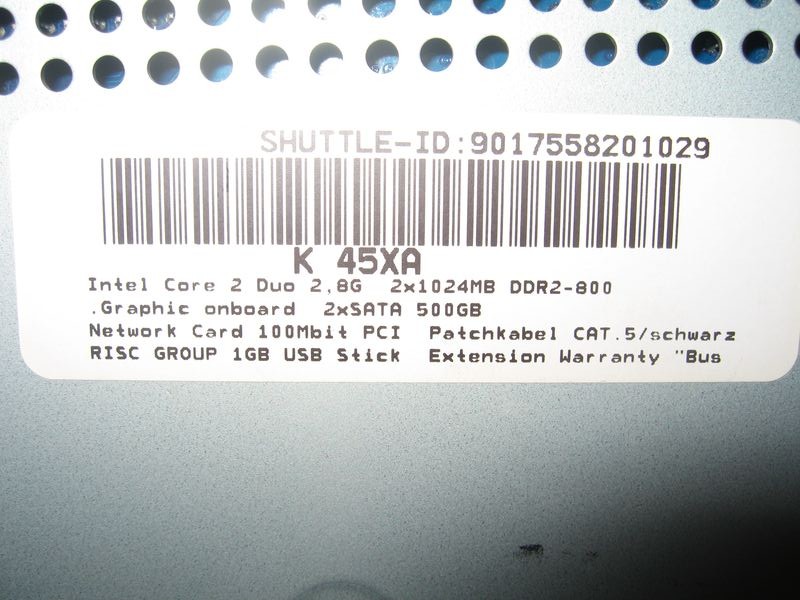 SHUTTLE-ID:9017558201029
K 45XA
Intel Core 2 Duo 2,8G 2x1024MB DDR2-800
.Graphic onboard 2xSATA 500GB
Network Card 100Mbit PCI Patchkabel CAT.5/schwarz
RISC GROUP 1GB USB Stick Extension Warranty "Bus